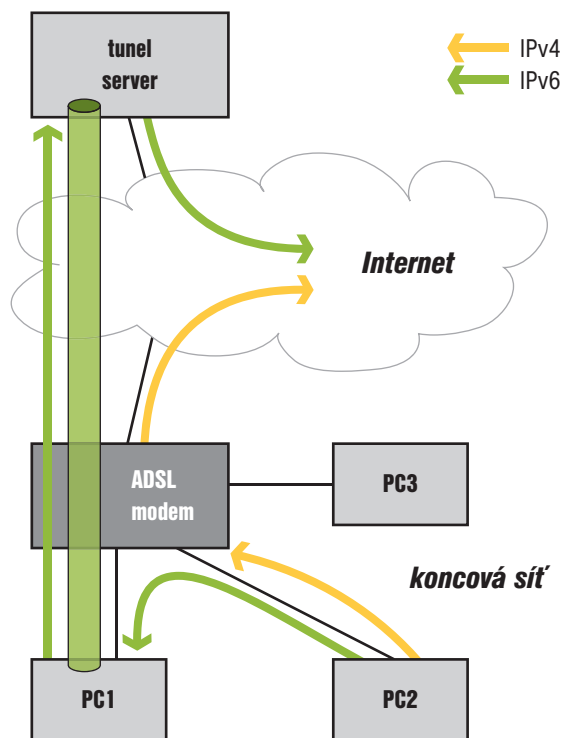 tunel
server
IPv4
IPv6
Internet
ADSL
modem
PC3
koncová síť
PC1
PC2